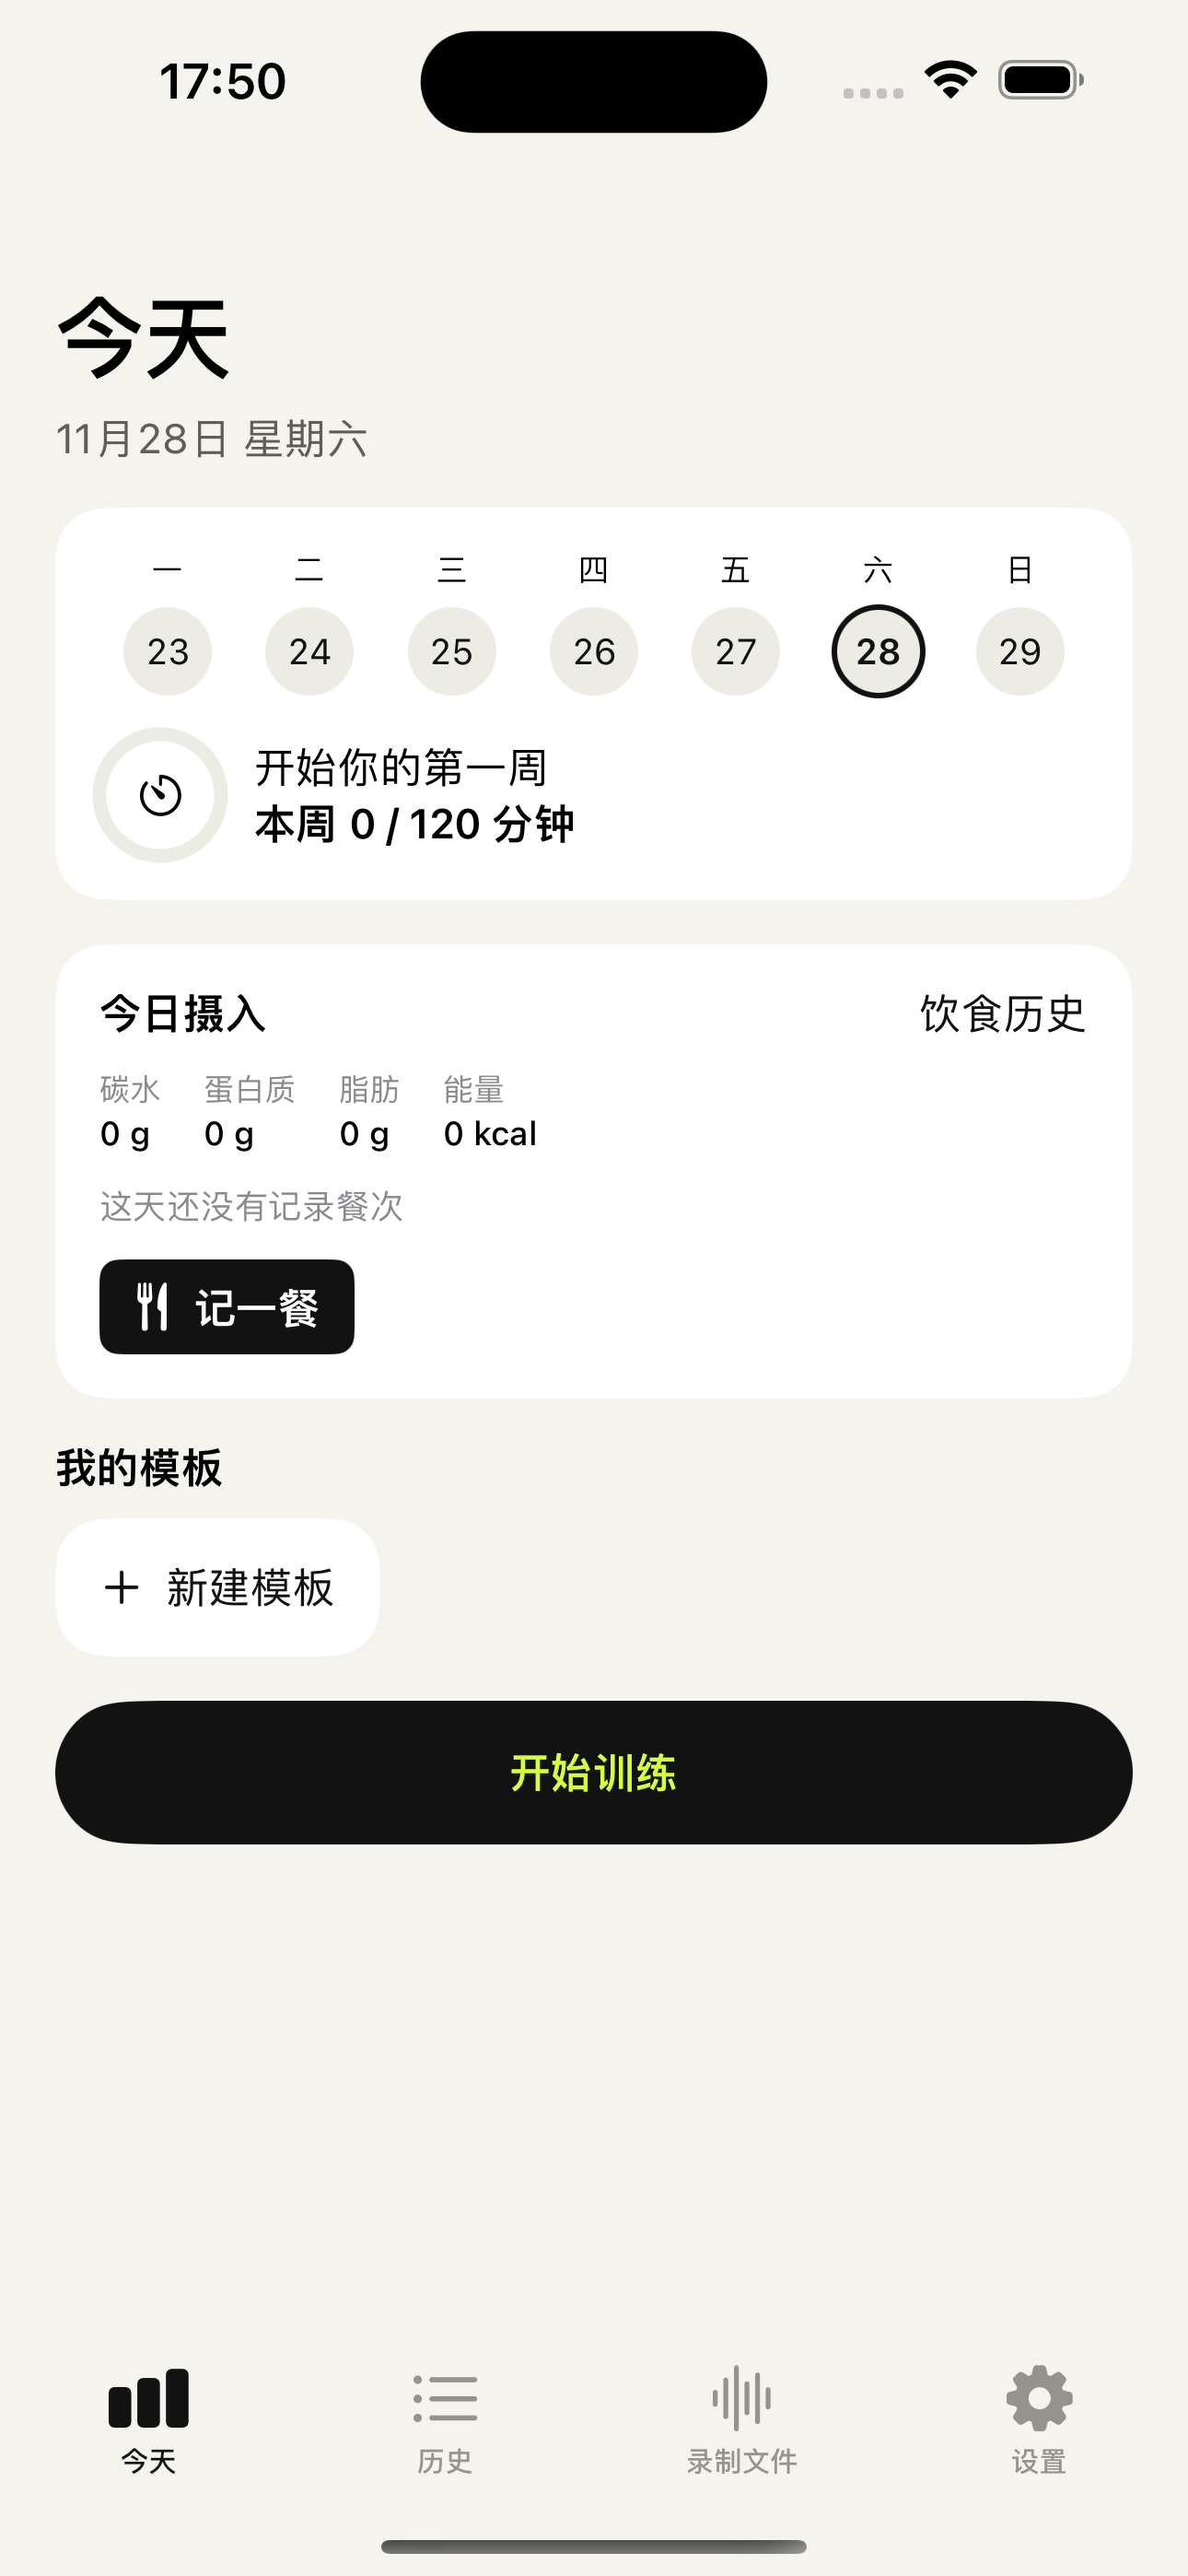 17:50
今天
11月28日 星期六
一 二 三 四 五 六 日
23 24 25 26 27 28 29
开始你的第一周
本周 0 / 120 分钟
今日摄入 饮食历史
碳水 蛋白质 脂肪 能量
0 g 0 g 0 g 0 kcal
这天还没有记录餐次
记一餐
我的模板
新建模板
开始训练
今天 历史 录制文件 设置